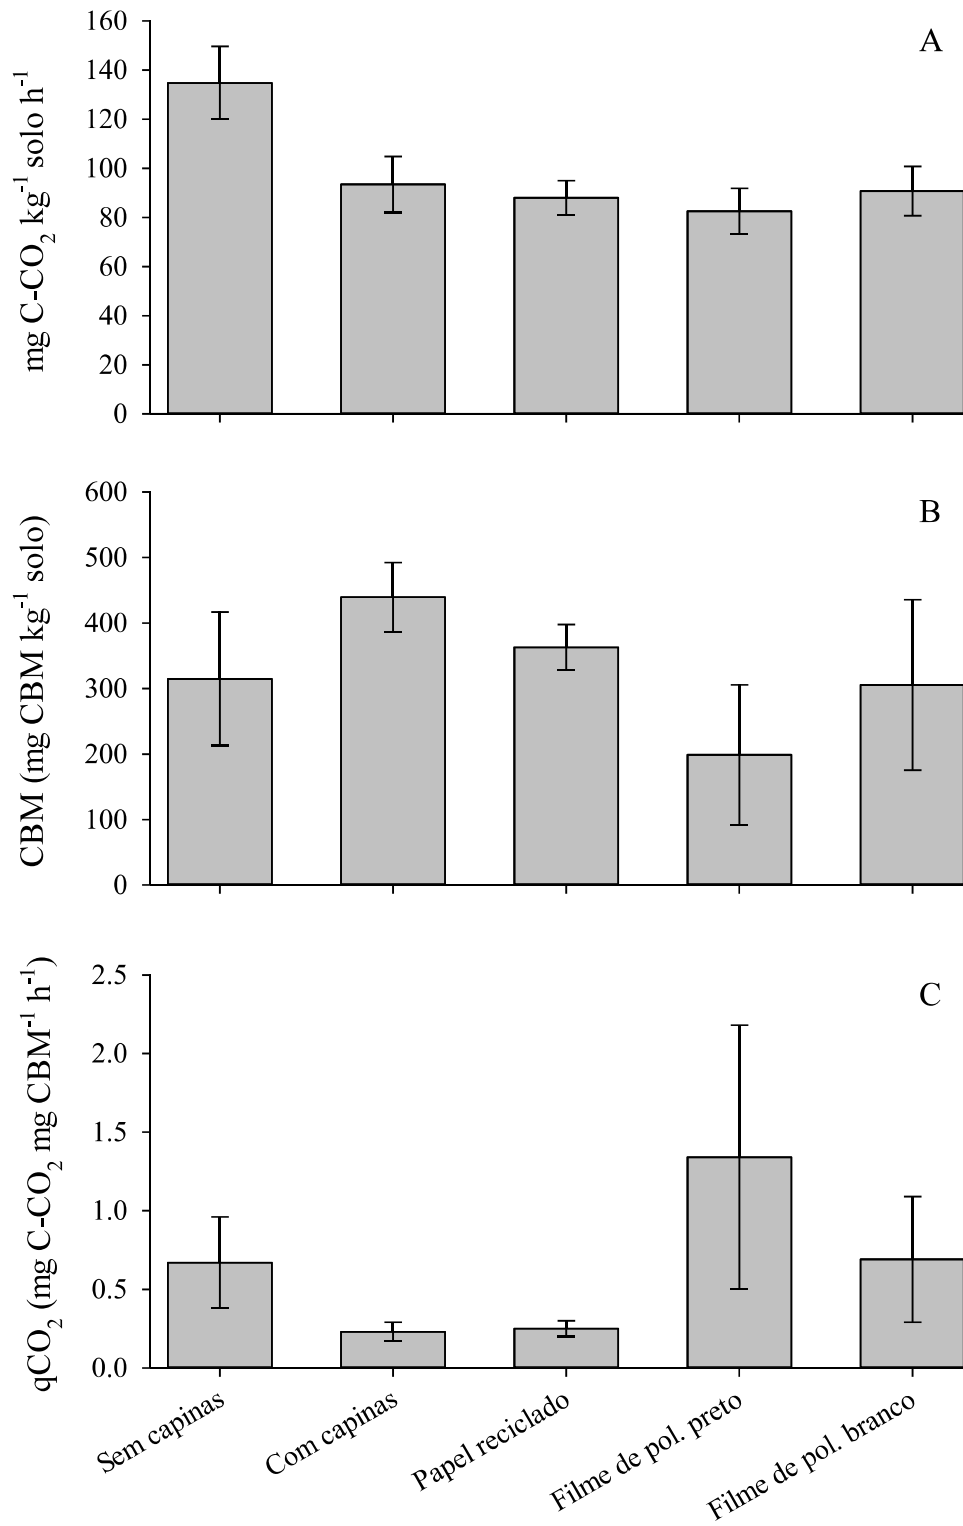 A
mg C-CO₂ kg⁻¹ solo h⁻¹
160
140
120
100
80
60
40
20
0
B
CBM (mg CBM kg⁻¹ solo)
600
500
400
300
200
100
0
C
qCO₂ (mg C-CO₂ mg CBM⁻¹ h⁻¹)
2.5
2.0
1.5
1.0
0.5
0.0
Sem capinas
Com capinas
Papel reciclado
Filme de pol. preto
Filme de pol. branco